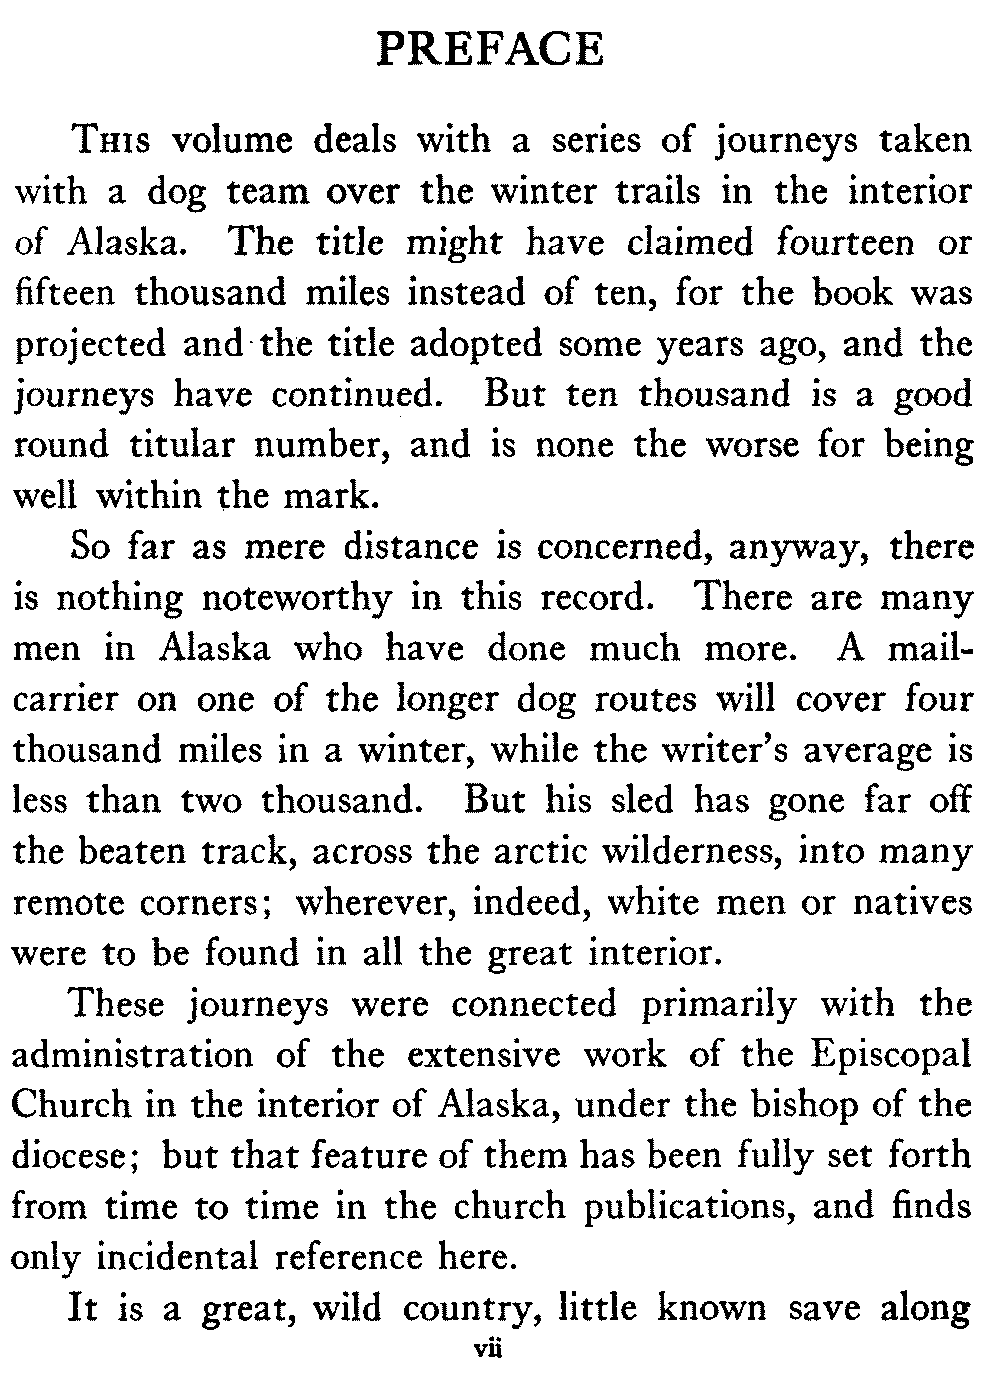 PREFACE
This volume deals with a series of journeys taken
with a dog team over the winter trails in the interior
of Alaska. The title might have claimed fourteen or
fifteen thousand miles instead of ten, for the book was
projected and the title adopted some years ago, and the
journeys have continued. But ten thousand is a good
round titular number, and is none the worse for being
well within the mark.
So far as mere distance is concerned, anyway, there
is nothing noteworthy in this record. There are many
men in Alaska who have done much more. A mail-
carrier on one of the longer dog routes will cover four
thousand miles in a winter, while the writer's average is
less than two thousand. But his sled has gone far off
the beaten track, across the arctic wilderness, into many
remote corners; wherever, indeed, white men or natives
were to be found in all the great interior.
These journeys were connected primarily with the
administration of the extensive work of the Episcopal
Church in the interior of Alaska, under the bishop of the
diocese; but that feature of them has been fully set forth
from time to time in the church publications, and finds
only incidental reference here.
It is a great, wild country, little known save along
vii